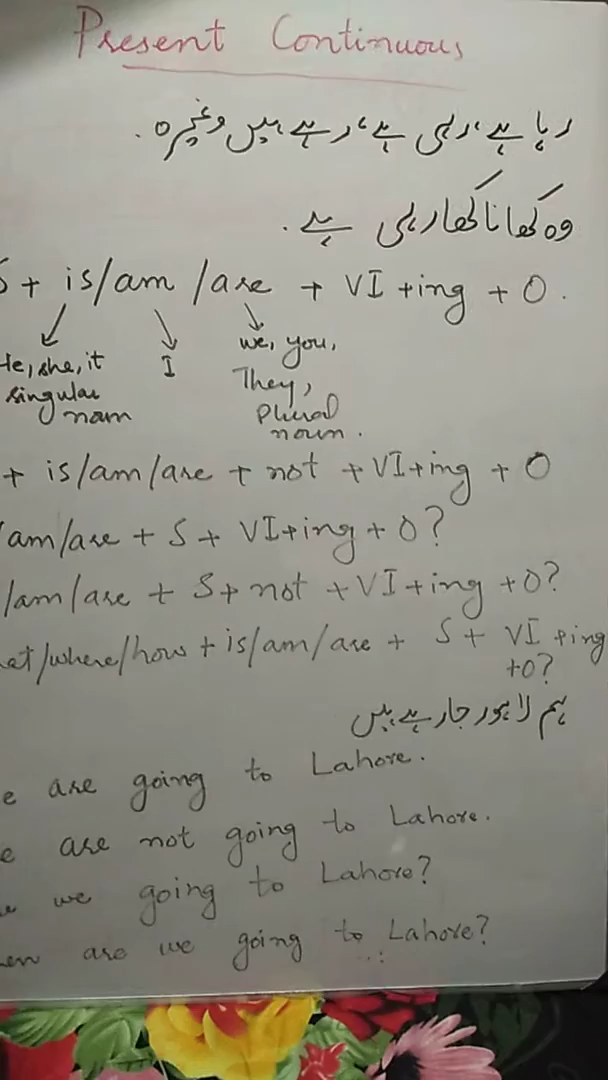 Present Continuous
رہا ہے، رہی ہے، رہے ہیں وغیرہ.
وہ کھانا کھا رہی ہے.
S + is/am /are + VI +ing + O.
He, she, it I we, you,
singular They,
nam Plural
noun.
+ is/am/are + not + VI+ing + O
/am/are + S + VI+ing + O?
/am/are + S + not + VI+ing +O?
at/where/how + is/am/are + S + VI +ing
+O?
ہم لاہور جا رہے ہیں
e are going to Lahore.
e are not going to Lahore.
we going to Lahore?
en are we going to Lahore?